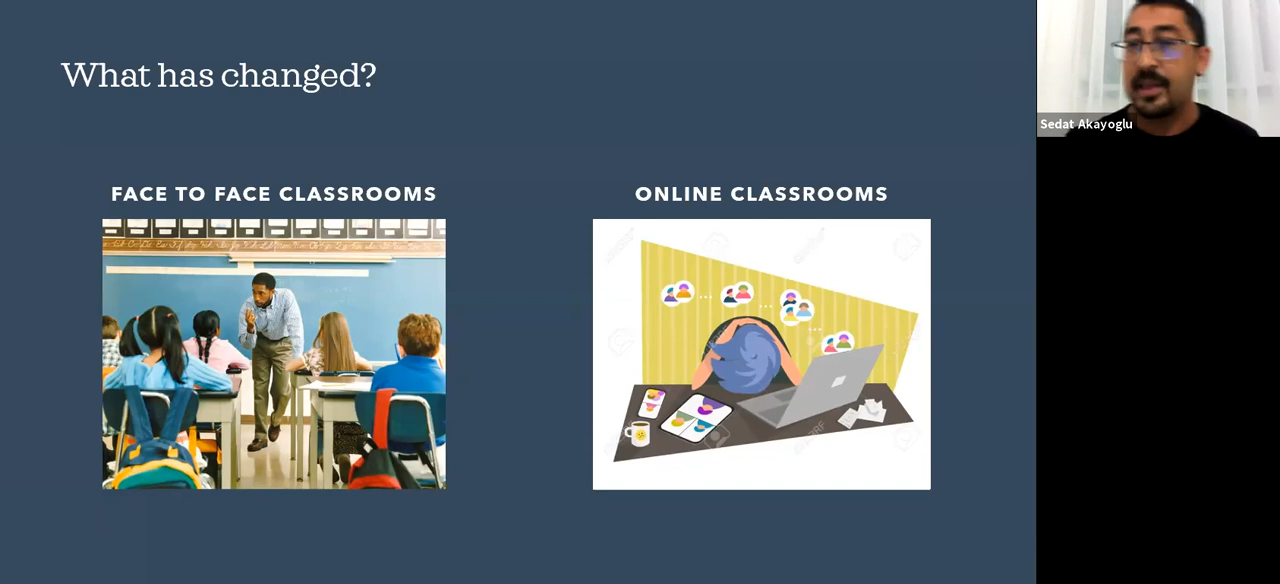 What has changed?
Sedat Akayoglu
FACE TO FACE CLASSROOMS
ONLINE CLASSROOMS